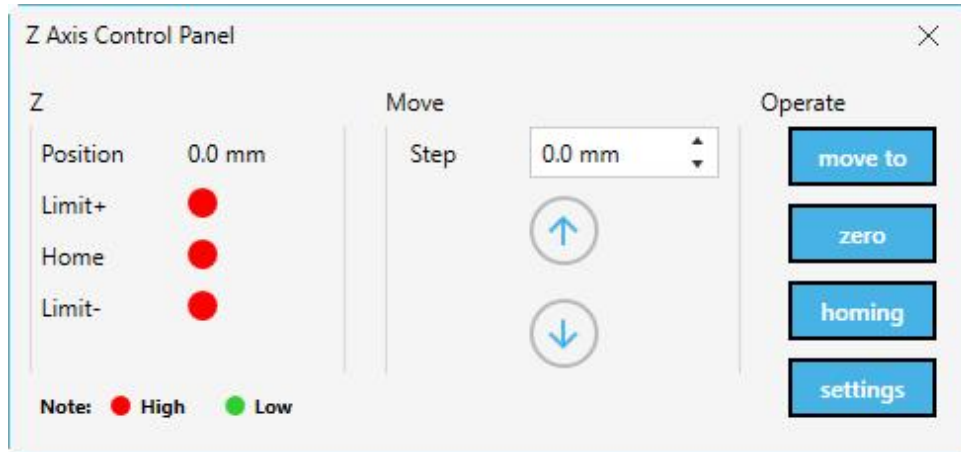 Z Axis Control Panel
Z
Position 0.0 mm
Limit+
Home
Limit-
Note: High Low
Move
Step 0.0 mm
Operate
move to
zero
homing
settings